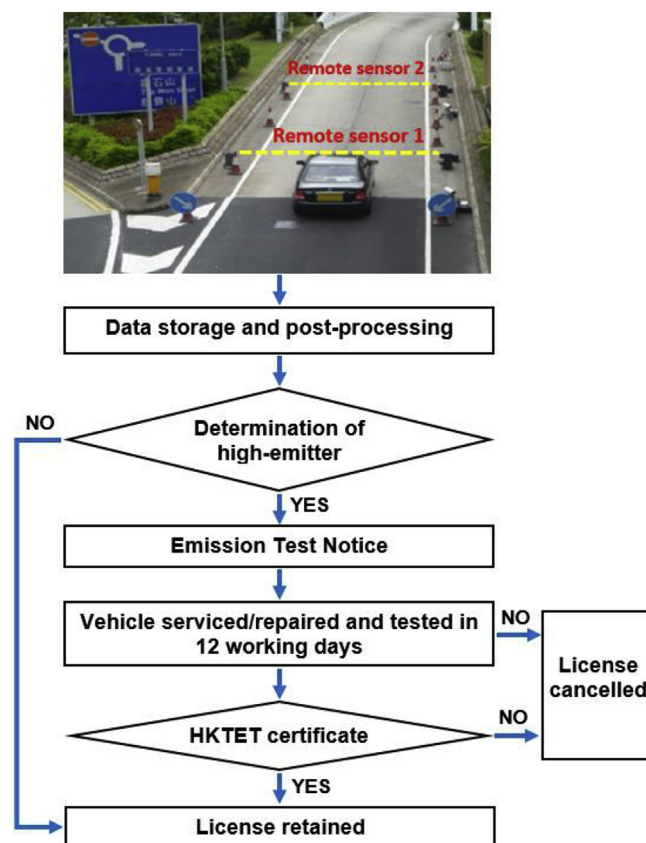 Remote sensor 2
Remote sensor 1
Data storage and post-processing
NO
Determination of
high-emitter
YES
Emission Test Notice
Vehicle serviced/repaired and tested in
12 working days
NO
License
cancelled
HKTET certificate
NO
YES
License retained